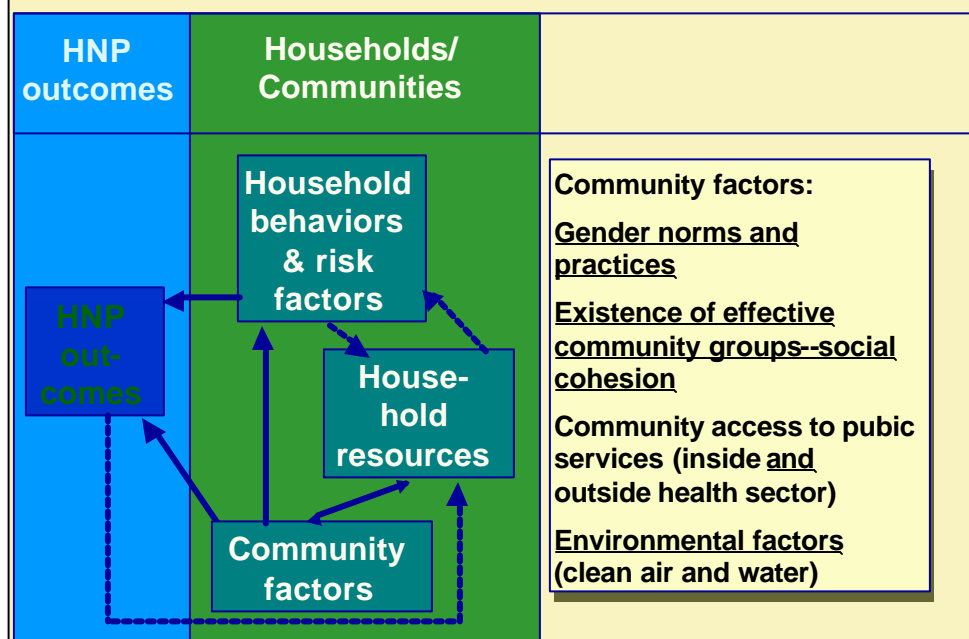 HNP
outcomes
Households/
Communities
Household
behaviors
& risk
factors
HNP
out-
comes
House-
hold
resources
Community
factors
Community factors:
Gender norms and
practices
Existence of effective
community groups--social
cohesion
Community access to pubic
services (inside and
outside health sector)
Environmental factors
(clean air and water)